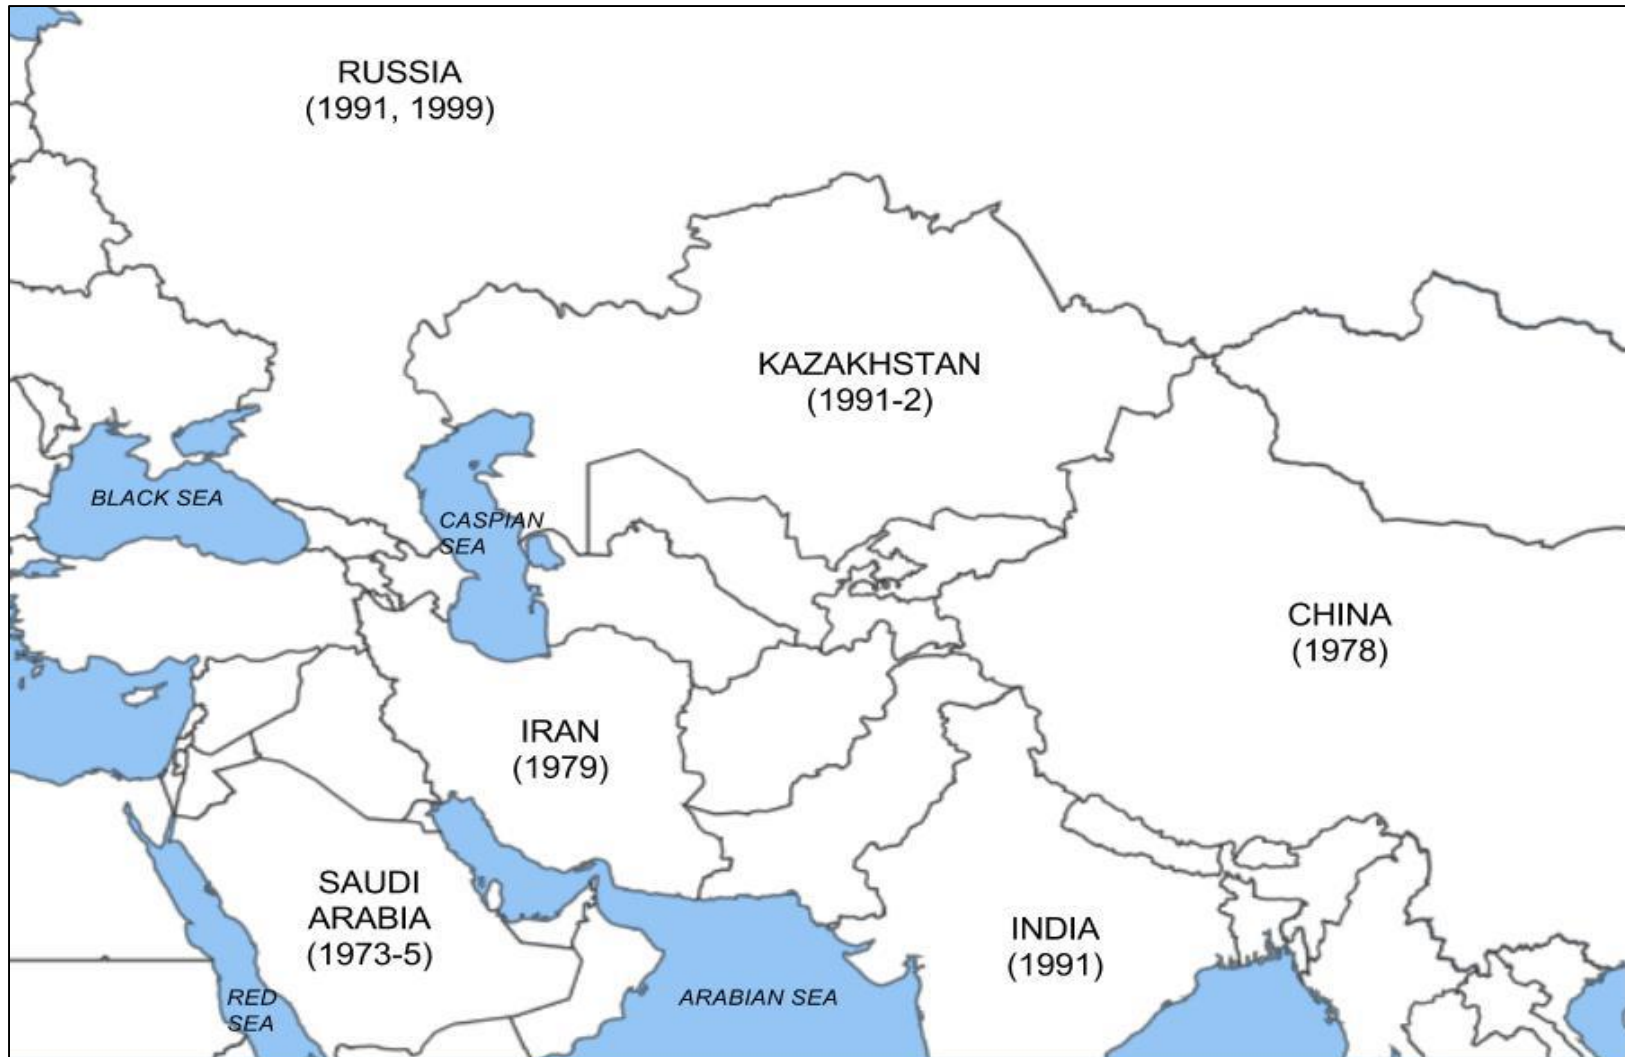 RUSSIA
(1991, 1999)
KAZAKHSTAN
(1991-2)
BLACK SEA
CASPIAN
SEA
CHINA
(1978)
IRAN
(1979)
SAUDI
ARABIA
(1973-5)
INDIA
(1991)
RED
SEA
ARABIAN SEA